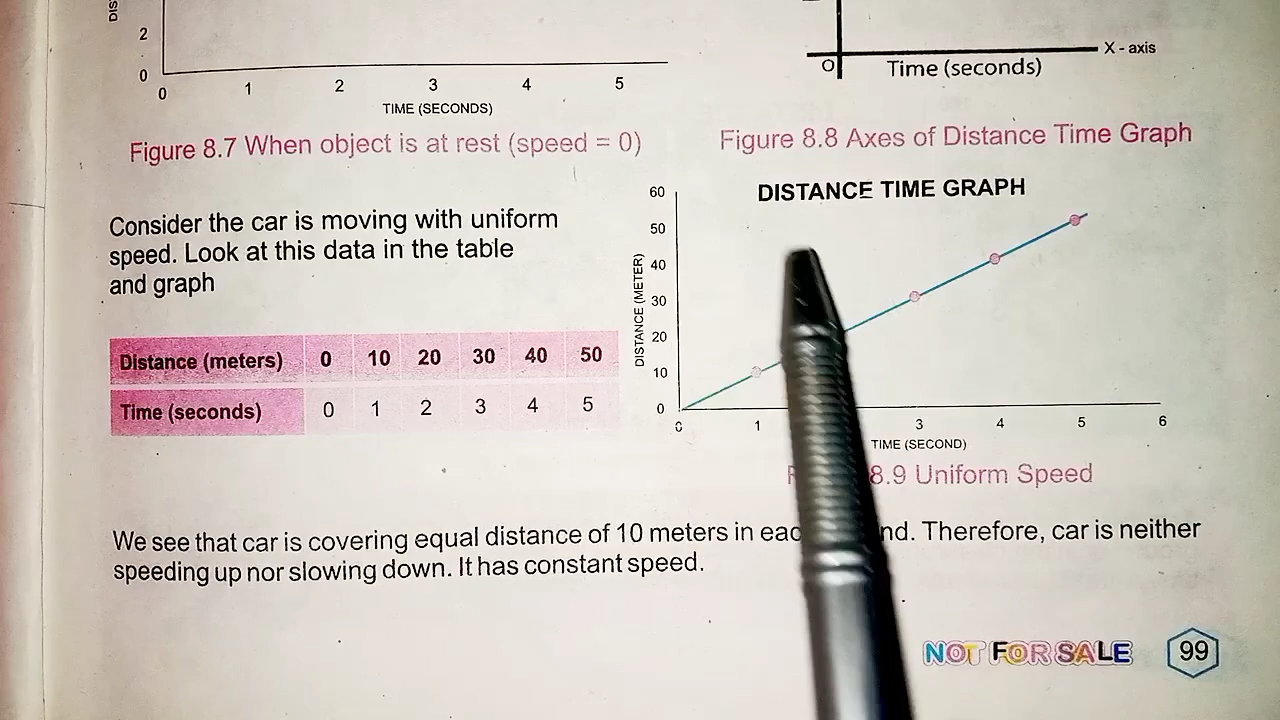 2
0
0 1 2 3 4 5
TIME (SECONDS)
Figure 8.7 When object is at rest (speed = 0)
X - axis
O
Time (seconds)
Figure 8.8 Axes of Distance Time Graph
Consider the car is moving with uniform
speed. Look at this data in the table
and graph
Distance (meters) 0 10 20 30 40 50
Time (seconds) 0 1 2 3 4 5
DISTANCE TIME GRAPH
DISTANCE (METER)
60
50
40
30
20
10
0
0 1 3 4 5 6
TIME (SECOND)
8.9 Uniform Speed
We see that car is covering equal distance of 10 meters in Therefore, car is neither
speeding up nor slowing down. It has constant speed.
NOT FOR SALE 99